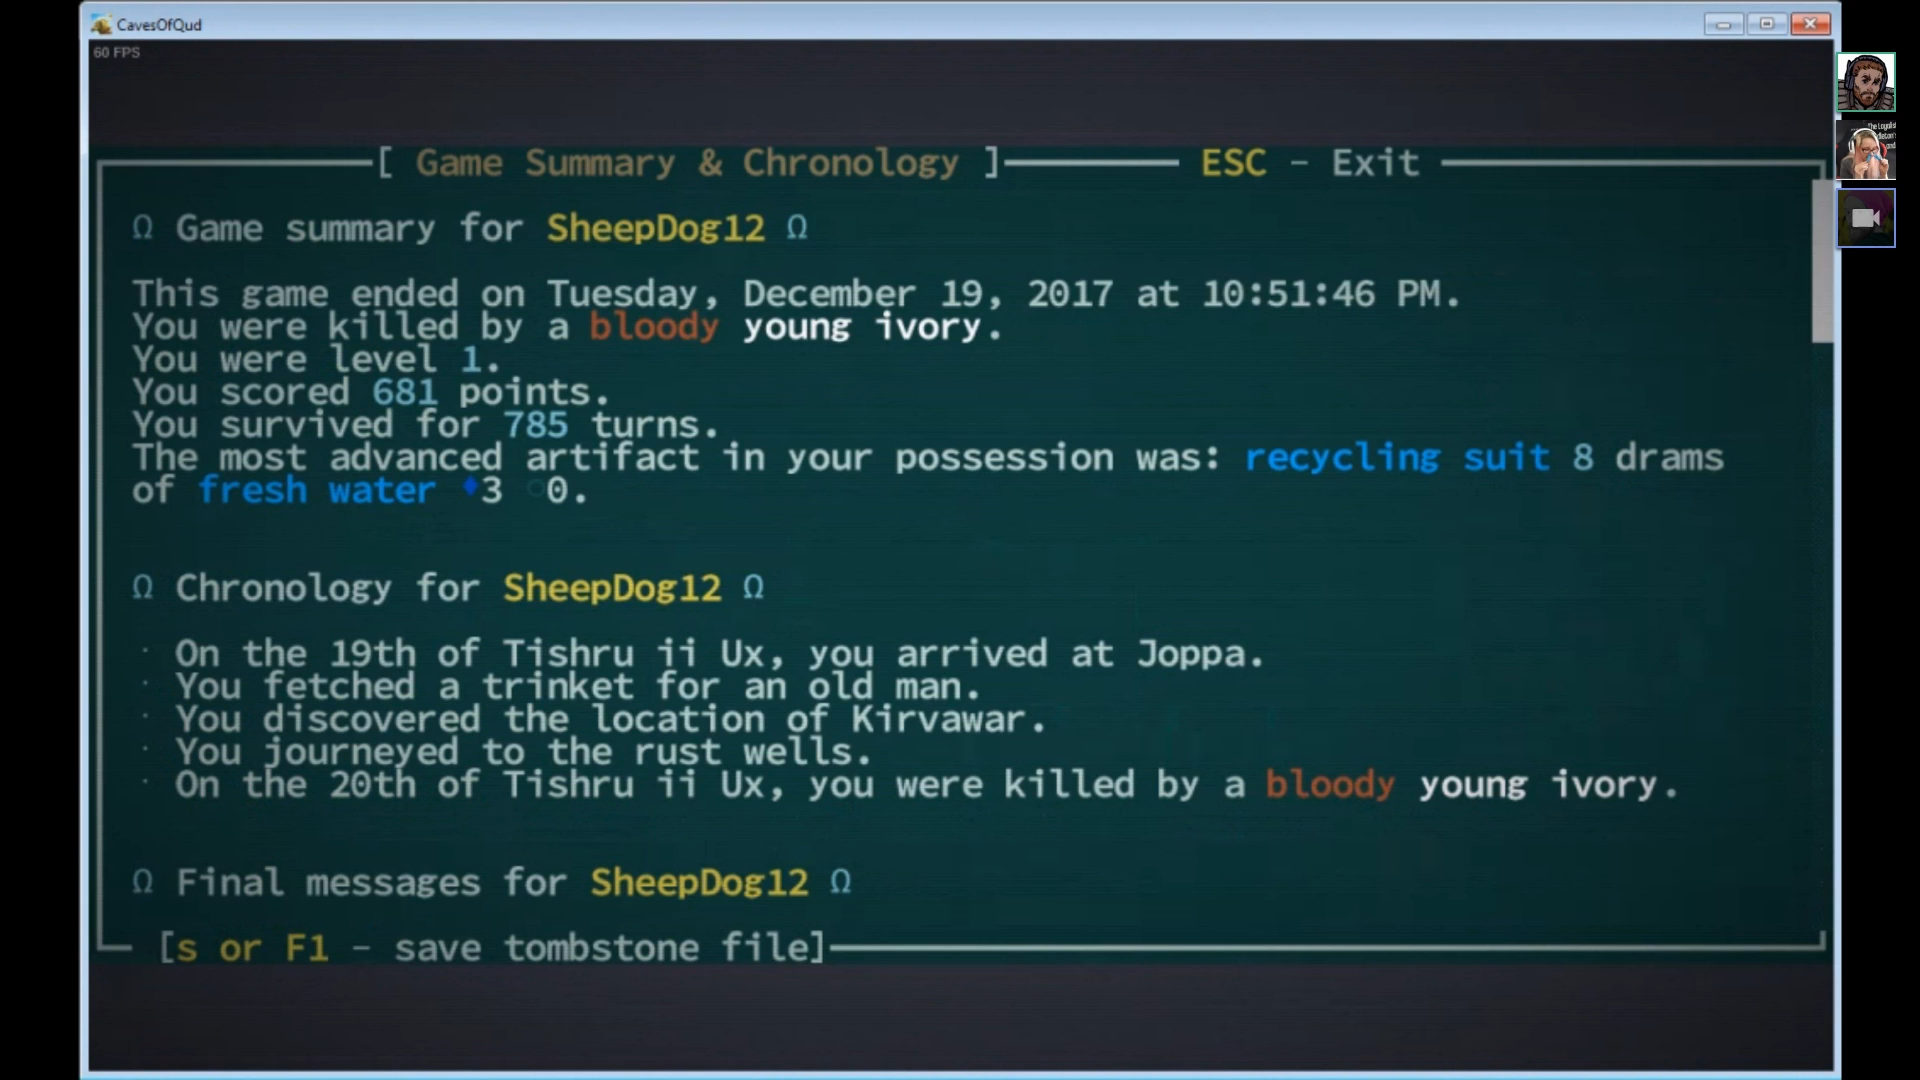 CavesOfQud
60 FPS
[ Game Summary & Chronology ] ESC - Exit
Ω Game summary for SheepDog12 Ω
This game ended on Tuesday, December 19, 2017 at 10:51:46 PM.
You were killed by a bloody young ivory.
You were level 1.
You scored 681 points.
You survived for 785 turns.
The most advanced artifact in your possession was: recycling suit 8 drams
of fresh water ♦3 ○0.
Ω Chronology for SheepDog12 Ω
· On the 19th of Tishru ii Ux, you arrived at Joppa.
· You fetched a trinket for an old man.
· You discovered the location of Kirvawar.
· You journeyed to the rust wells.
· On the 20th of Tishru ii Ux, you were killed by a bloody young ivory.
Ω Final messages for SheepDog12 Ω
[s or F1 - save tombstone file]